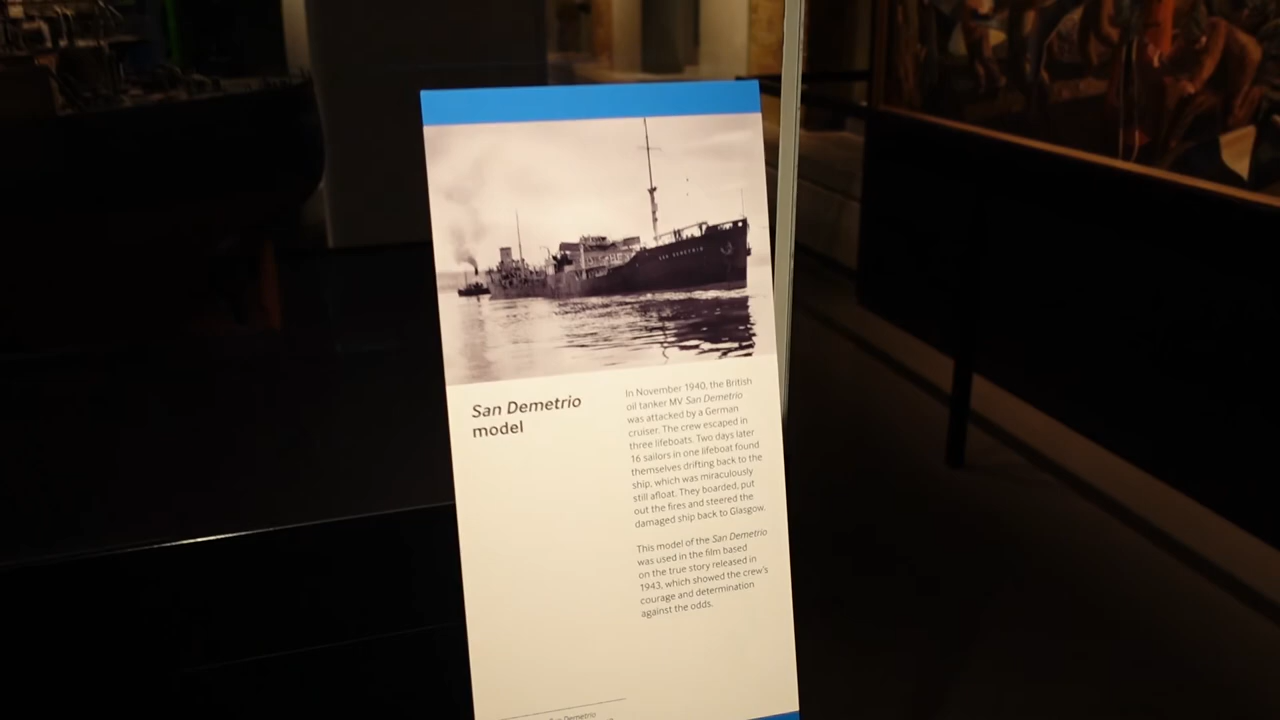 SAN DEMETRIO
San Demetrio
model
In November 1940, the British
oil tanker MV San Demetrio
was attacked by a German
cruiser. The crew escaped in
three lifeboats. Two days later
16 sailors in one lifeboat found
themselves drifting back to the
ship, which was miraculously
still afloat. They boarded, put
out the fires and steered the
damaged ship back to Glasgow.
This model of the San Demetrio
was used in the film based
on the true story released in
1943, which showed the crew's
courage and determination
against the odds.
San Demetrio